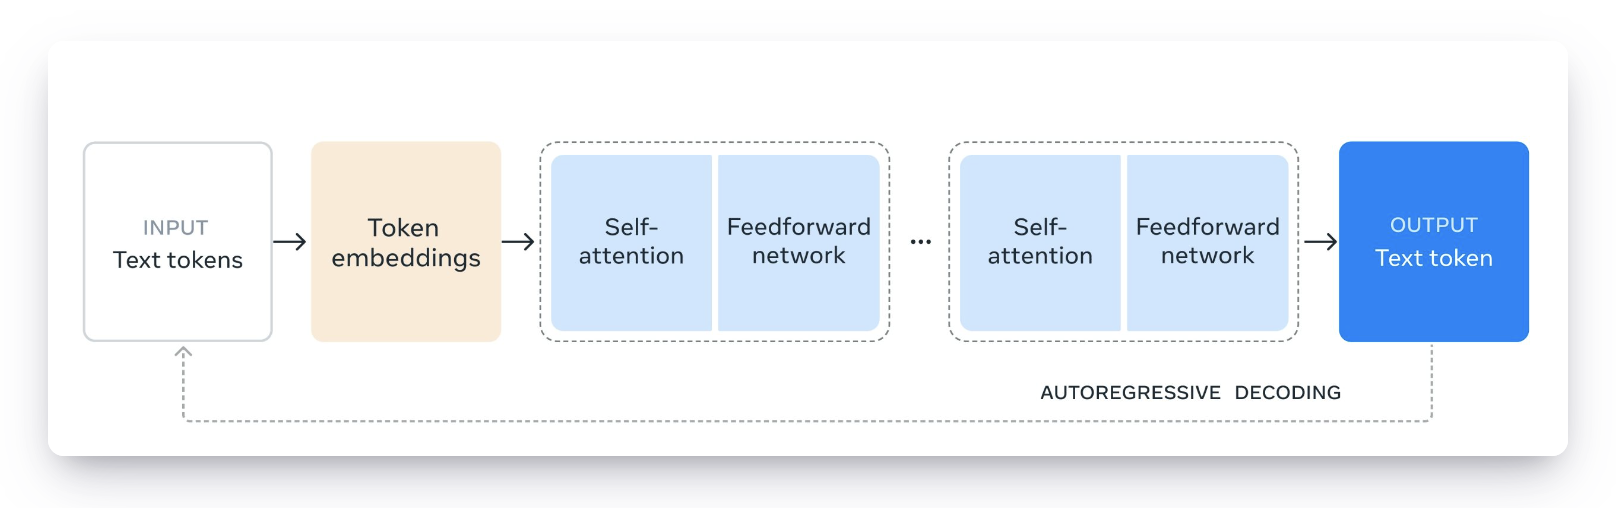 INPUT
Text tokens
Token
embeddings
Self-
attention
Feedforward
network
...
Self-
attention
Feedforward
network
OUTPUT
Text token
AUTOREGRESSIVE DECODING